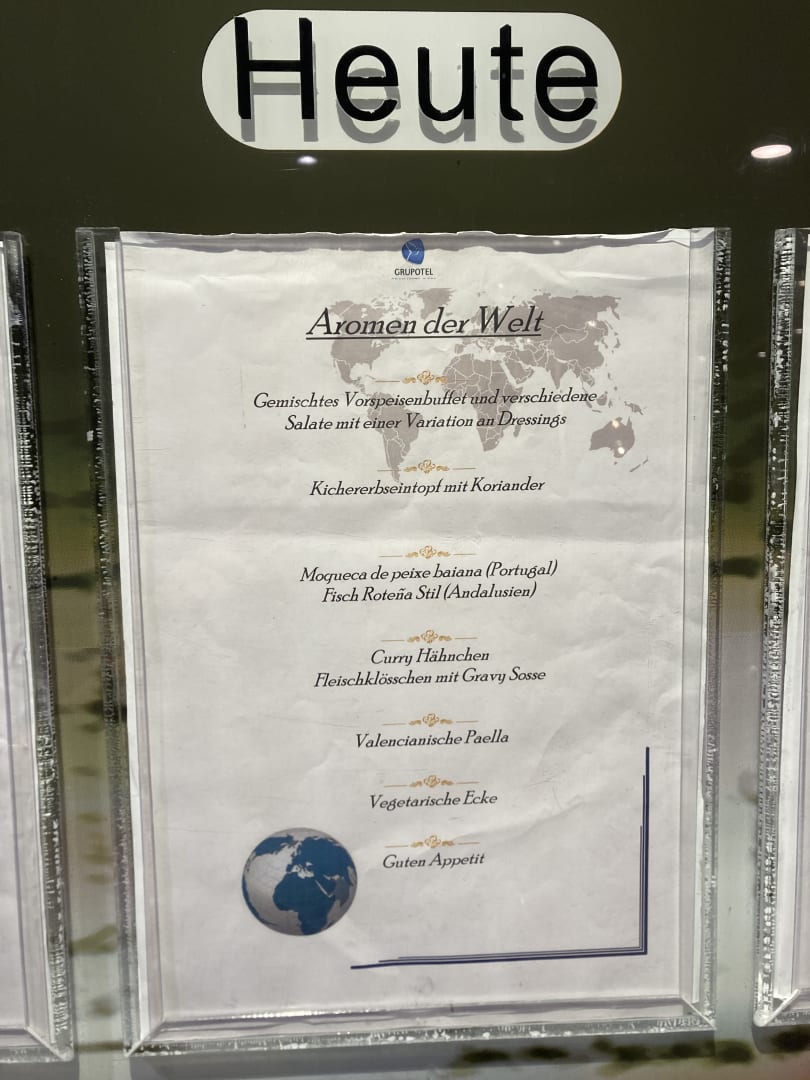 Heute
GRUPOTEL
Aromen der Welt
Gemischtes Vorspeisenbuffet und verschiedene
Salate mit einer Variation an Dressings
Kichererbseintopf mit Koriander
Moqueca de peixe baiana (Portugal)
Fisch Roteña Stil (Andalusien)
Curry Hähnchen
Fleischklösschen mit Gravy Sosse
Valencianische Paella
Vegetarische Ecke
Guten Appetit